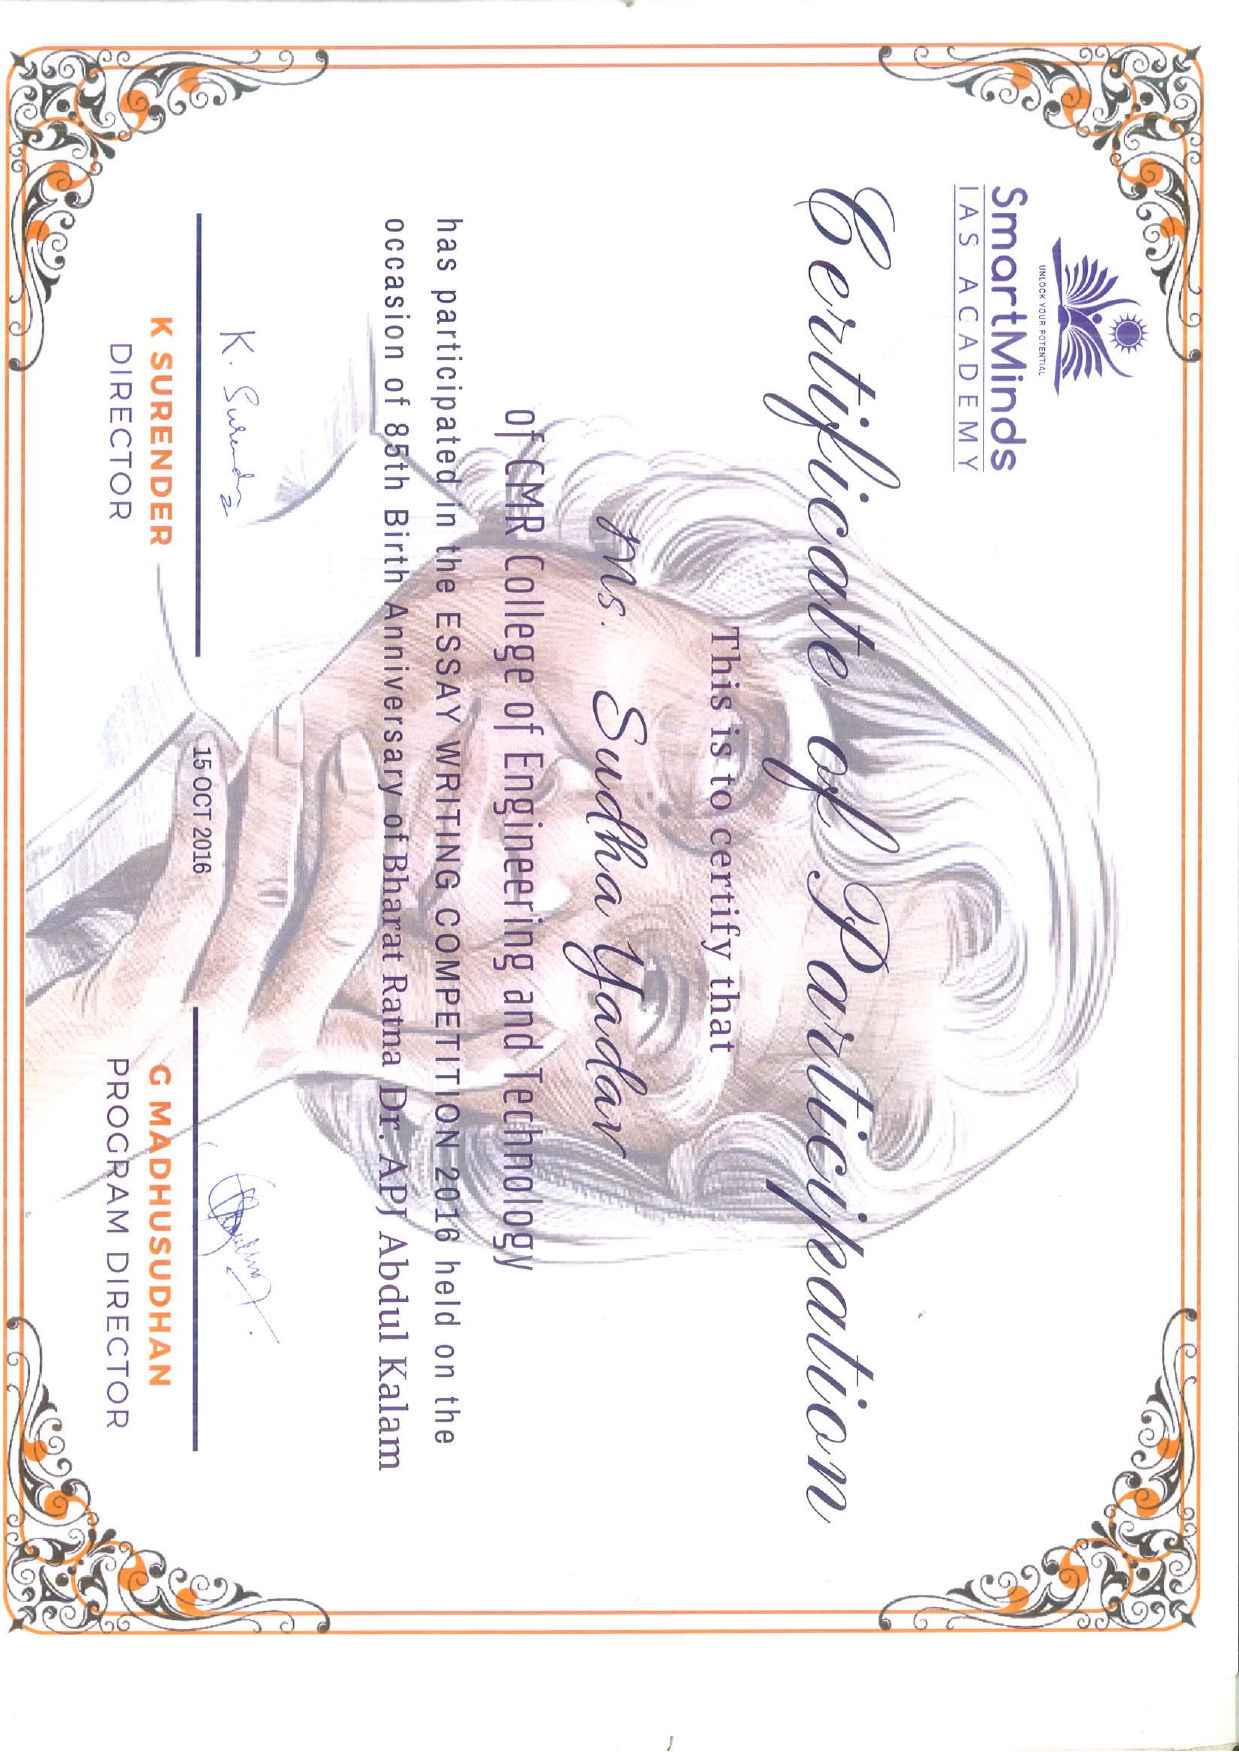 UNLOCK YOUR POTENTIAL
SmartMinds
IAS ACADEMY
Certificate of Participation
This is to certify that
Ms. Sudha Yadav
of CMR College of Engineering and Technology
has participated in the ESSAY WRITING COMPETITION 2016 held on the
occasion of 85th Birth Anniversary of Bharat Ratna Dr. APJ Abdul Kalam
K. Surender
15 OCT 2016
K SURENDER
DIRECTOR
G MADHUSUDHAN
PROGRAM DIRECTOR